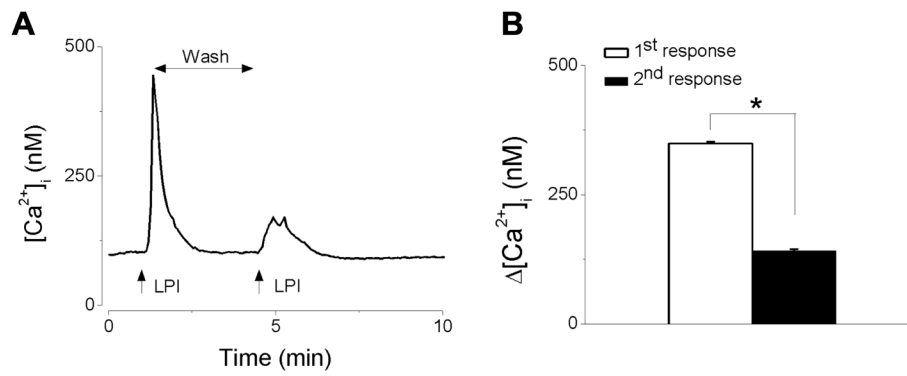 A
500
250
0
[Ca²⁺]ᵢ (nM)
Wash
LPI
LPI
0
5
10
Time (min)
B
1st response
2nd response
500
250
0
Δ[Ca²⁺]ᵢ (nM)
*